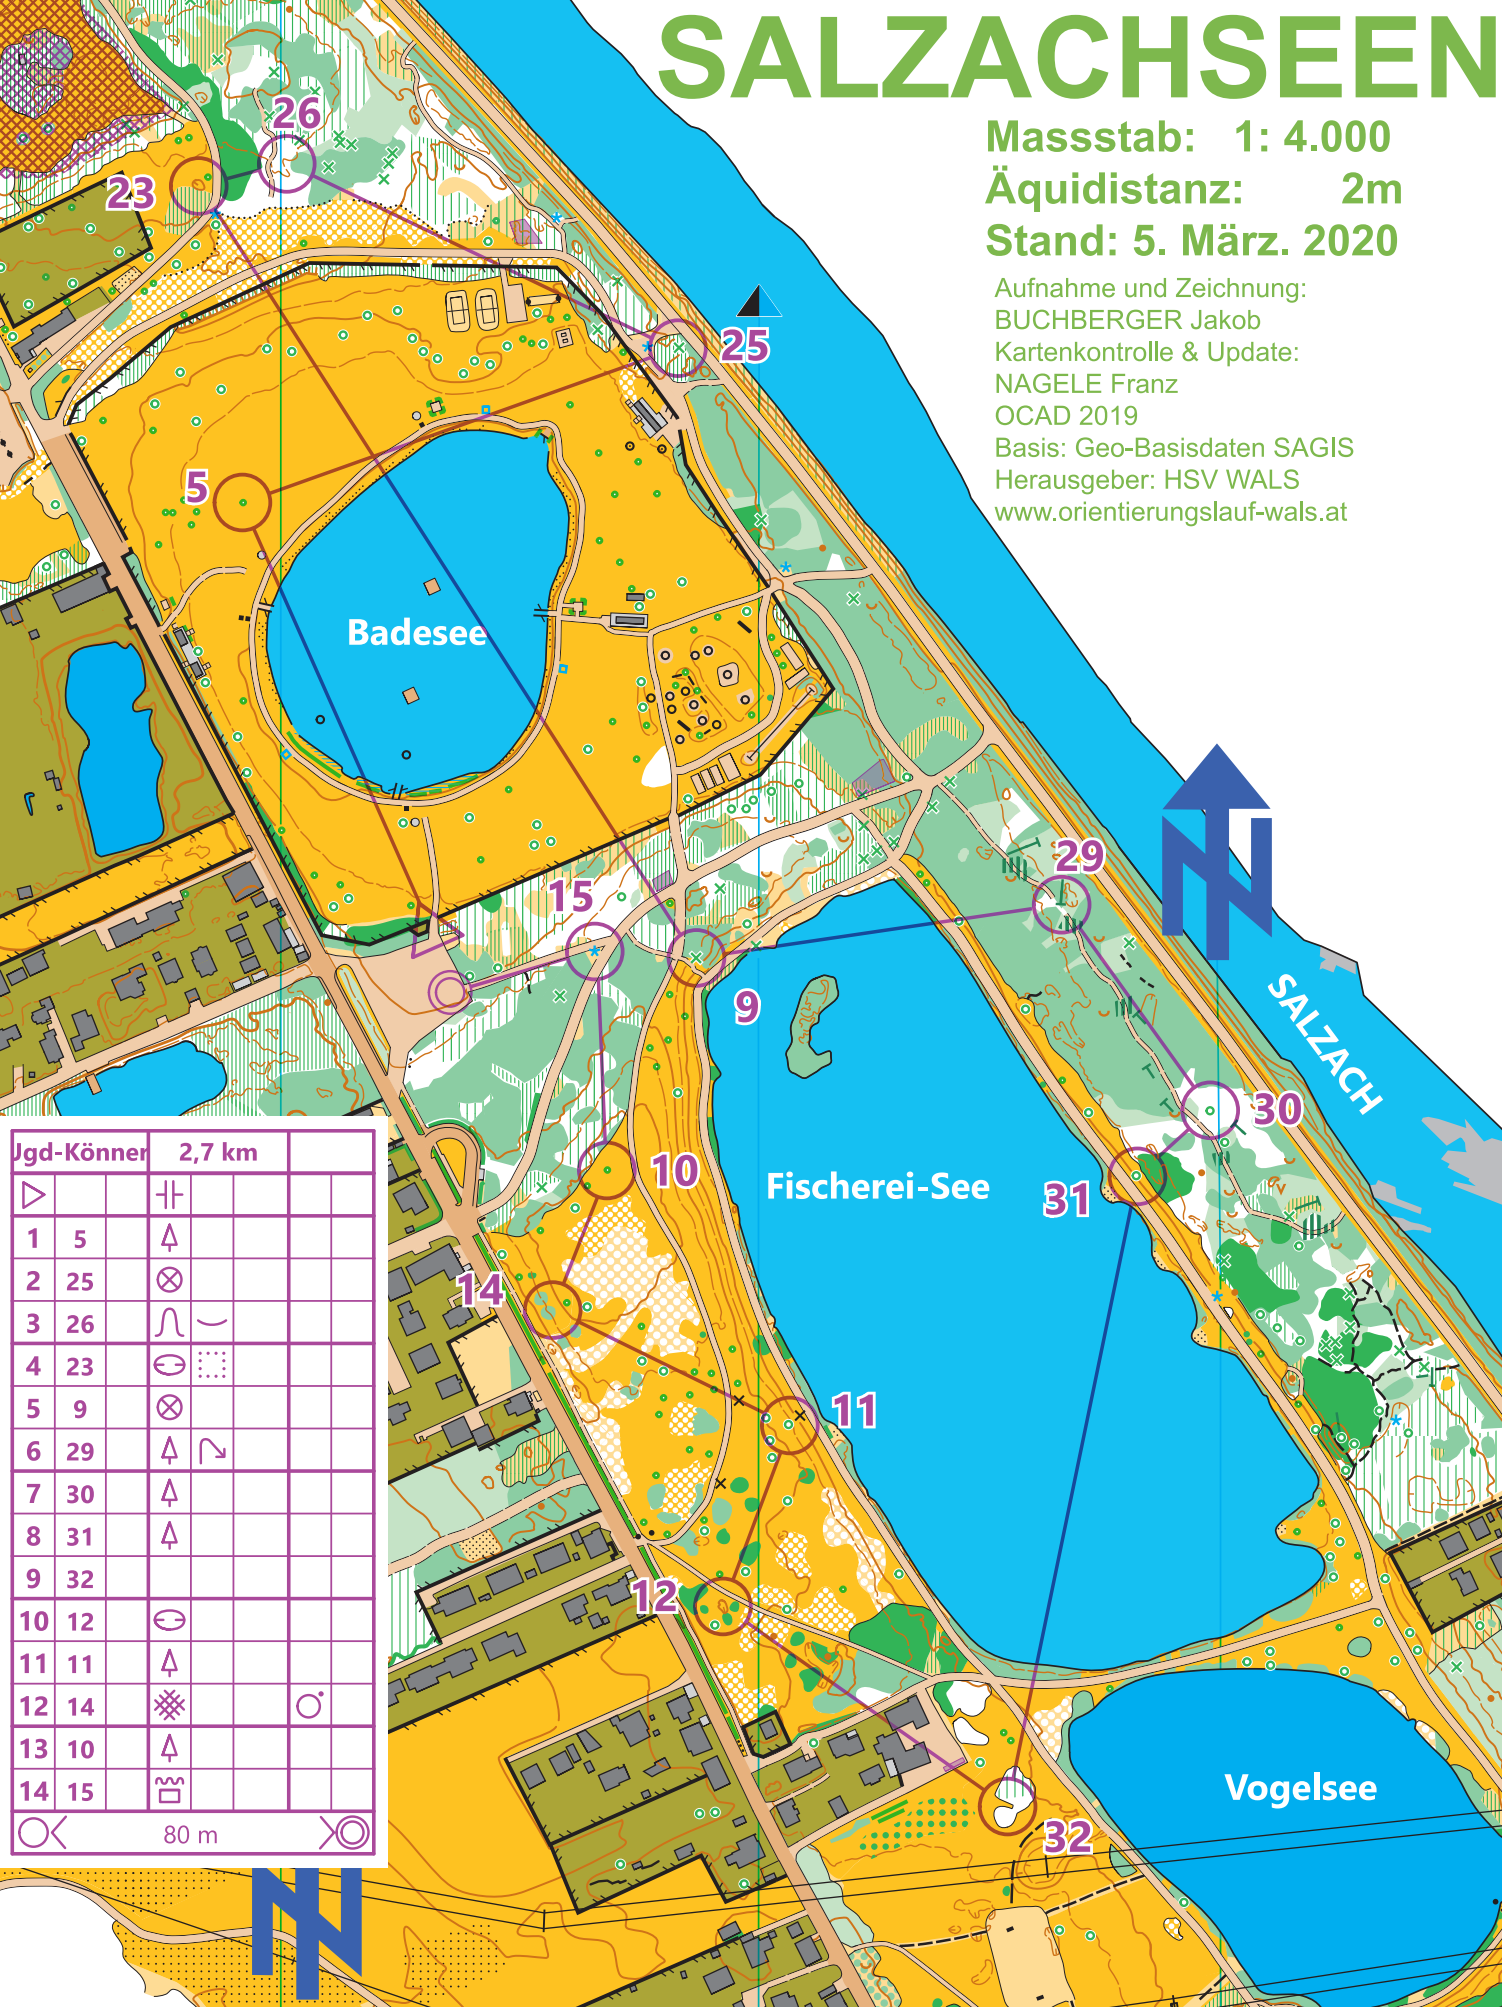 SALZACHSEEN
Massstab: 1: 4.000
Äquidistanz: 2m
Stand: 5. März. 2020
Aufnahme und Zeichnung:
BUCHBERGER Jakob
Kartenkontrolle & Update:
NAGELE Franz
OCAD 2019
Basis: Geo-Basisdaten SAGIS
Herausgeber: HSV WALS
www.orientierungslauf-wals.at
26
23
25
5
Badesee
29
15
9
SALZACH
30
10
Fischerei-See
31
14
11
12
Vogelsee
32
Jgd-Könner 2,7 km
1 5
2 25
3 26
4 23
5 9
6 29
7 30
8 31
9 32
10 12
11 11
12 14
13 10
14 15
80 m